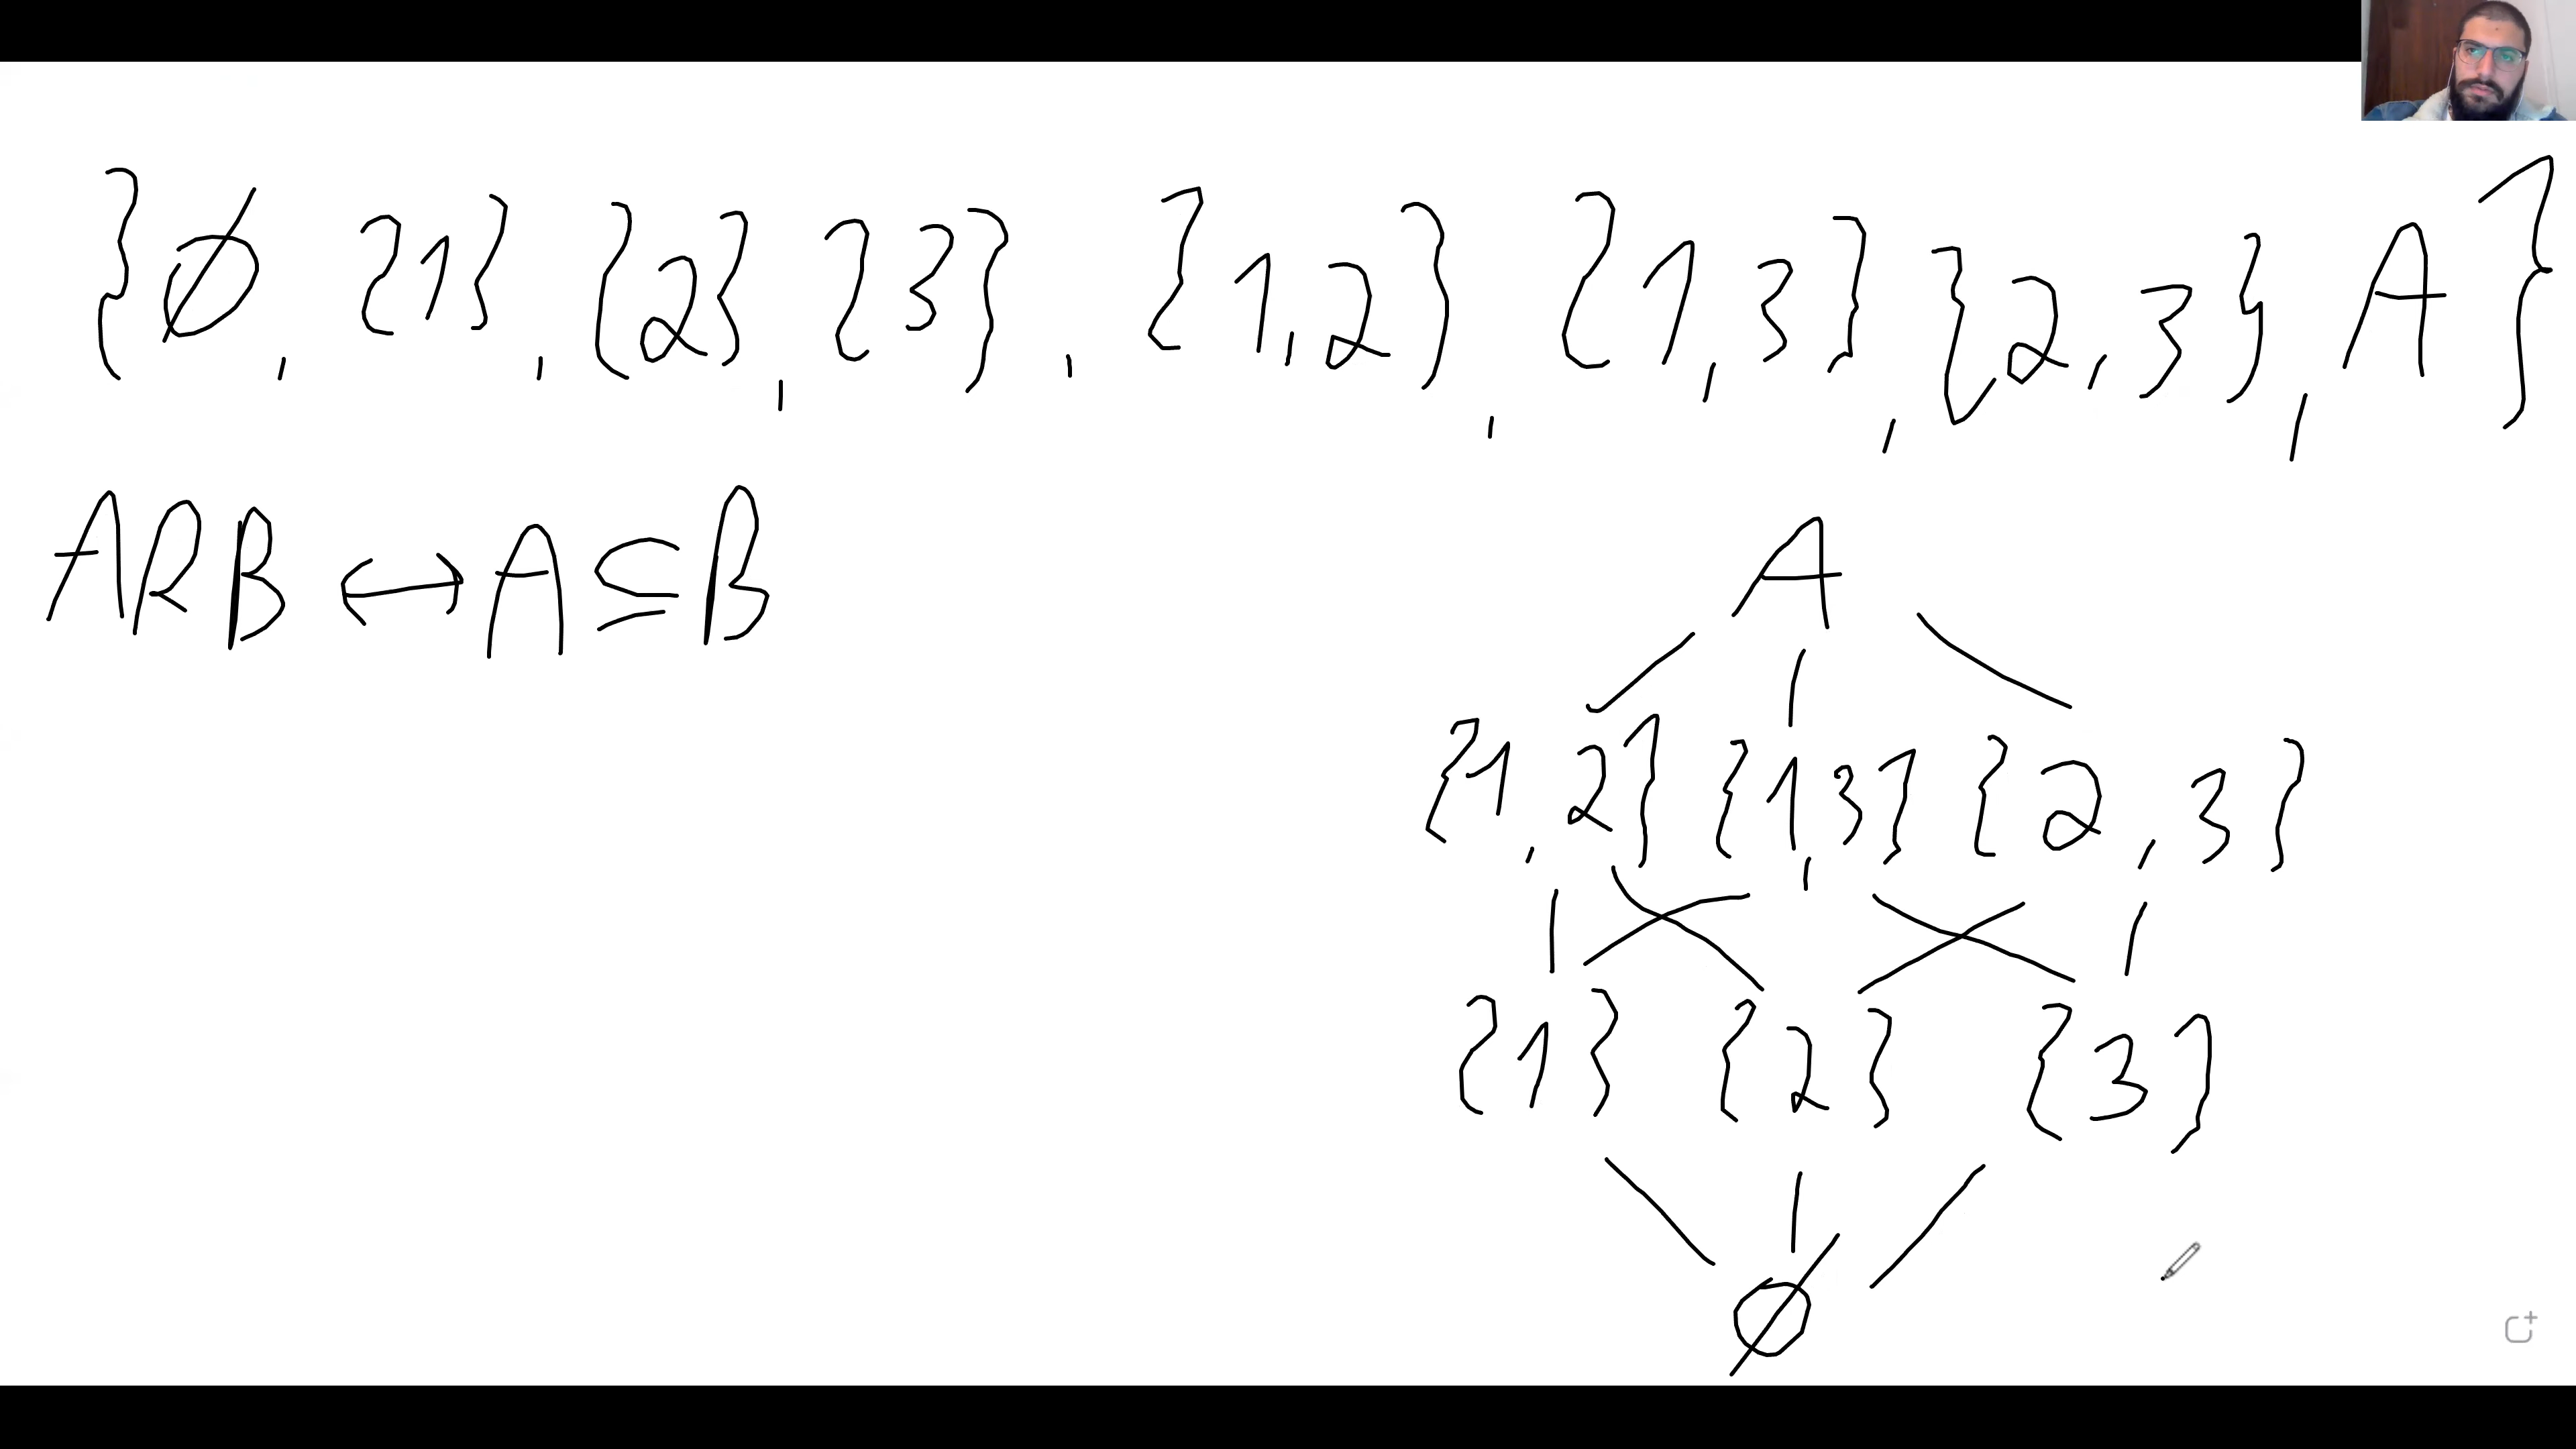 {∅, {1}, {2}, {3}, {1,2}, {1,3}, {2,3}, A}
ARB ↔ A ⊆ B
A
{1,2} {1,3} {2,3}
{1} {2} {3}
∅